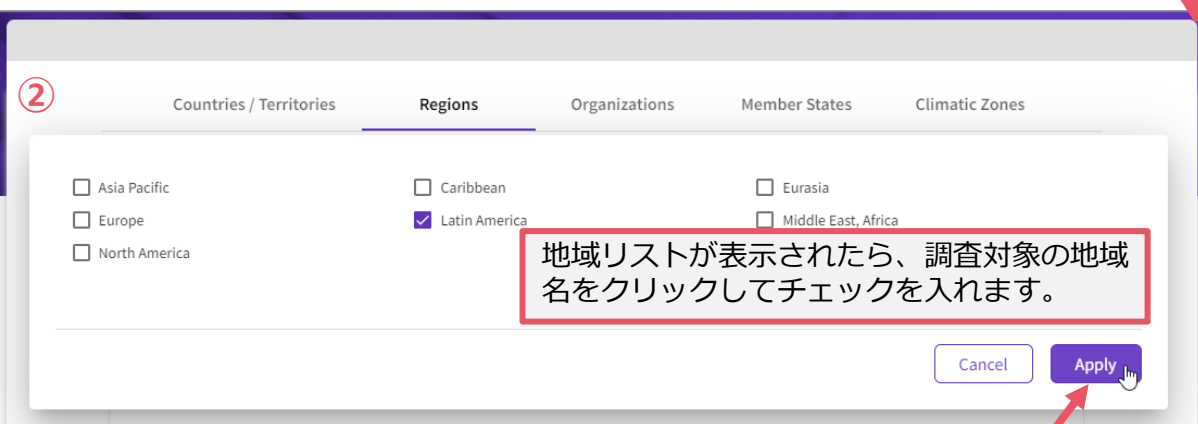 ②
Countries / Territories Regions Organizations Member States Climatic Zones
Asia Pacific Caribbean Eurasia
Europe Latin America Middle East, Africa
North America
地域リストが表示されたら、調査対象の地域
名をクリックしてチェックを入れます。
Cancel Apply